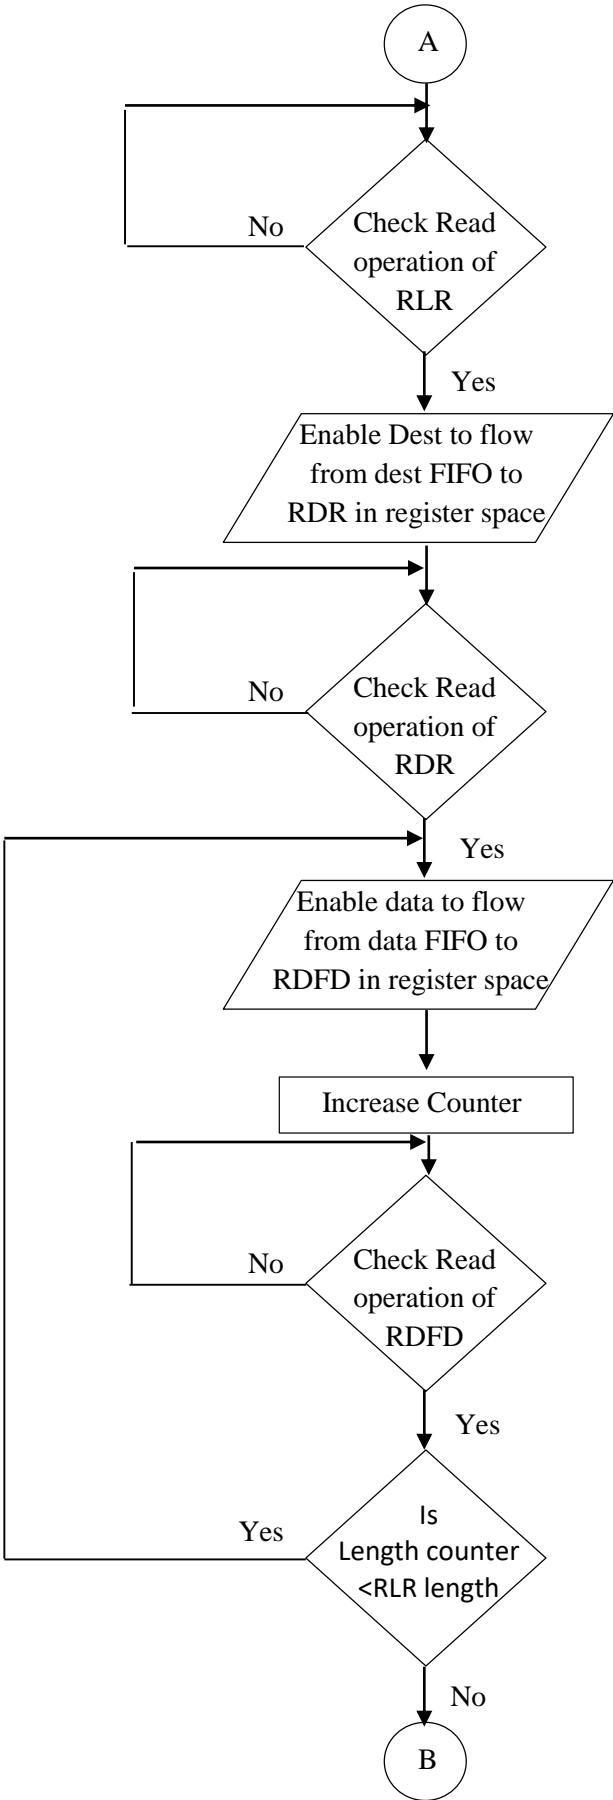 A
No
Check Read
operation of
RLR
Yes
Enable Dest to flow
from dest FIFO to
RDR in register space
No
Check Read
operation of
RDR
Yes
Enable data to flow
from data FIFO to
RDFD in register space
Increase Counter
No
Check Read
operation of
RDFD
Yes
Yes
Is
Length counter
<RLR length
No
B